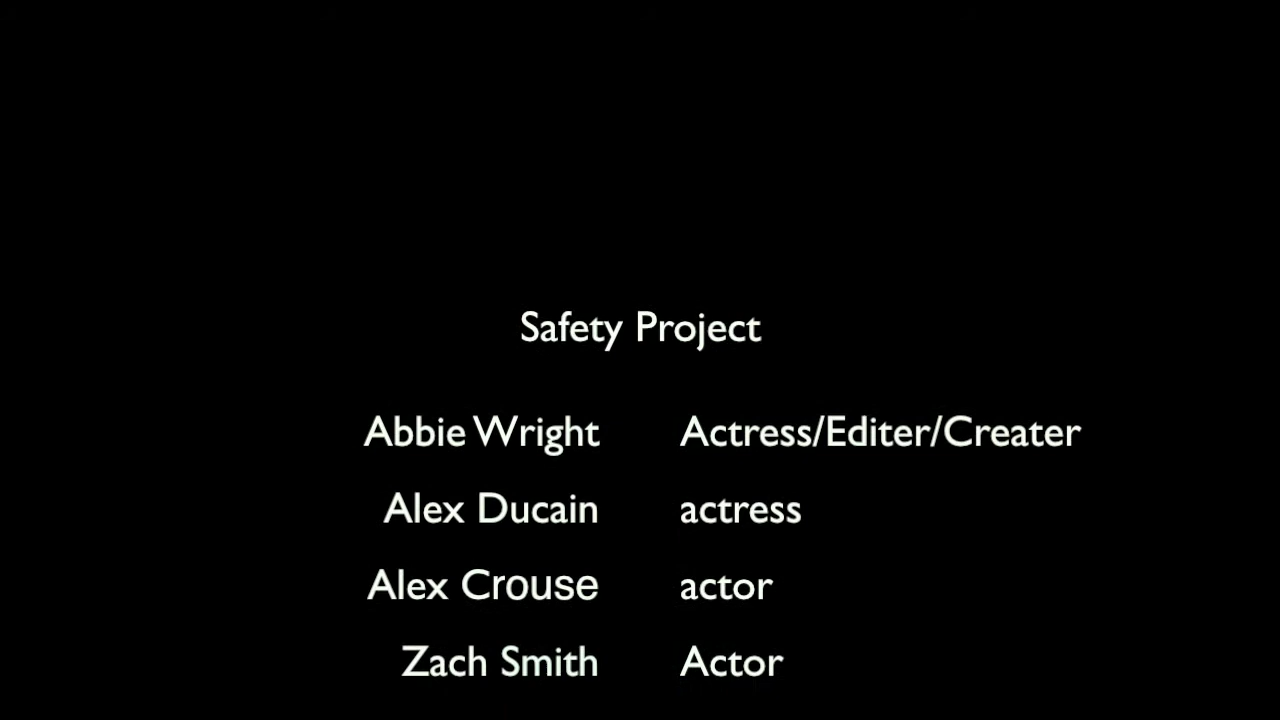 Safety Project
Abbie Wright Actress/Editer/Creater
Alex Ducain actress
Alex Crouse actor
Zach Smith Actor